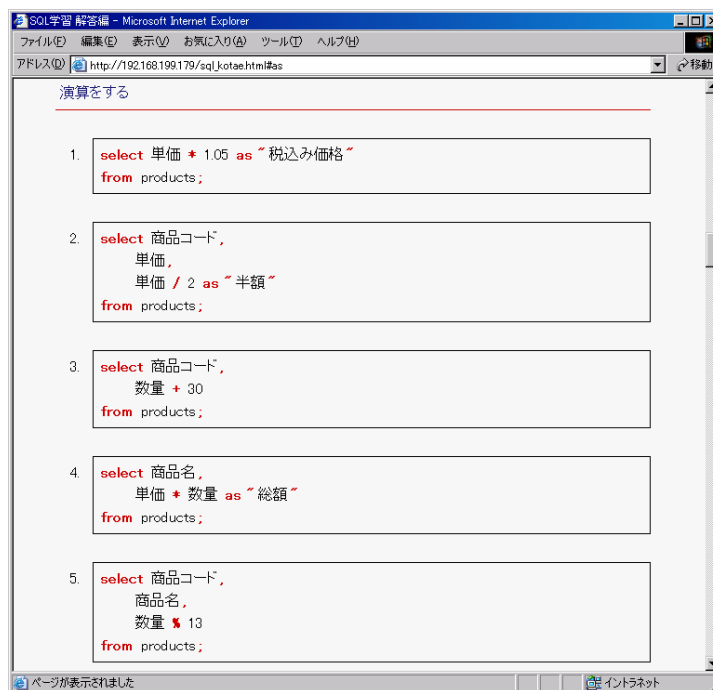 SQL学習 解答編 - Microsoft Internet Explorer
ファイル(F) 編集(E) 表示(V) お気に入り(A) ツール(T) ヘルプ(H)
アドレス(D) http://192.168.199.179/sql_kotae.html#as 移動
演算をする
1. select 単価 * 1.05 as "税込み価格"
from products;
2. select 商品コード,
単価,
単価 / 2 as "半額"
from products;
3. select 商品コード,
数量 + 30
from products;
4. select 商品名,
単価 * 数量 as "総額"
from products;
5. select 商品コード,
商品名,
数量 % 13
from products;
ページが表示されました イントラネット